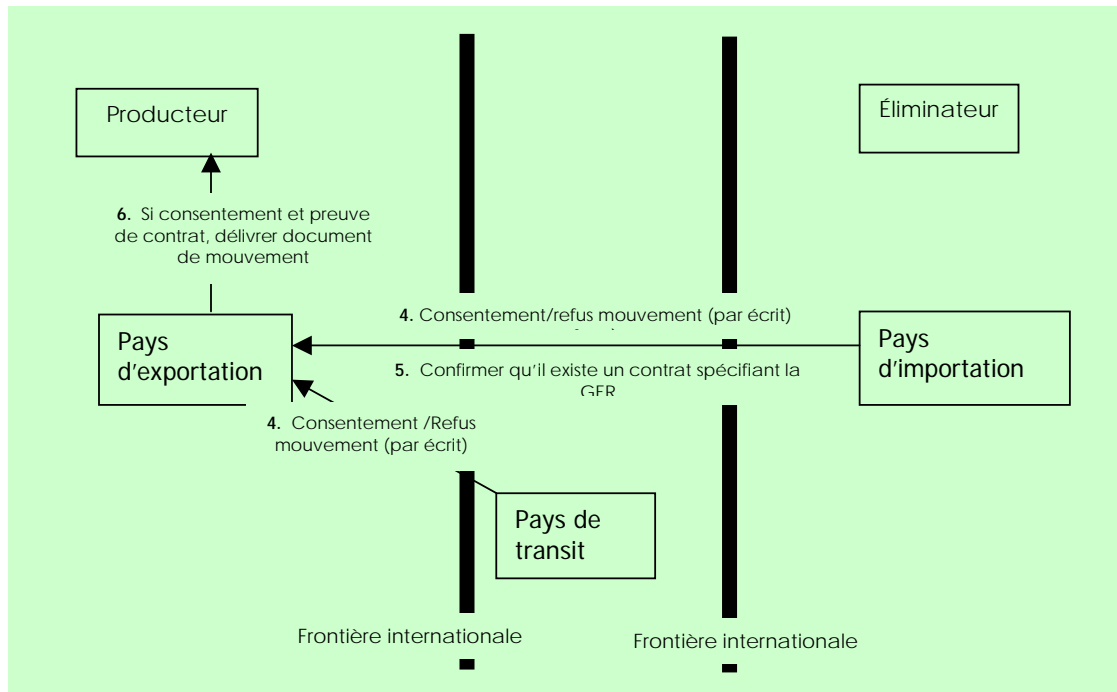 Producteur
Éliminateur
6. Si consentement et preuve
de contrat, délivrer document
de mouvement
4. Consentement/refus mouvement (par écrit)
Pays
d'exportation
Pays
d'importation
5. Confirmer qu'il existe un contrat spécifiant la
GER
4. Consentement /Refus
mouvement (par écrit)
Pays de
transit
Frontière internationale
Frontière internationale